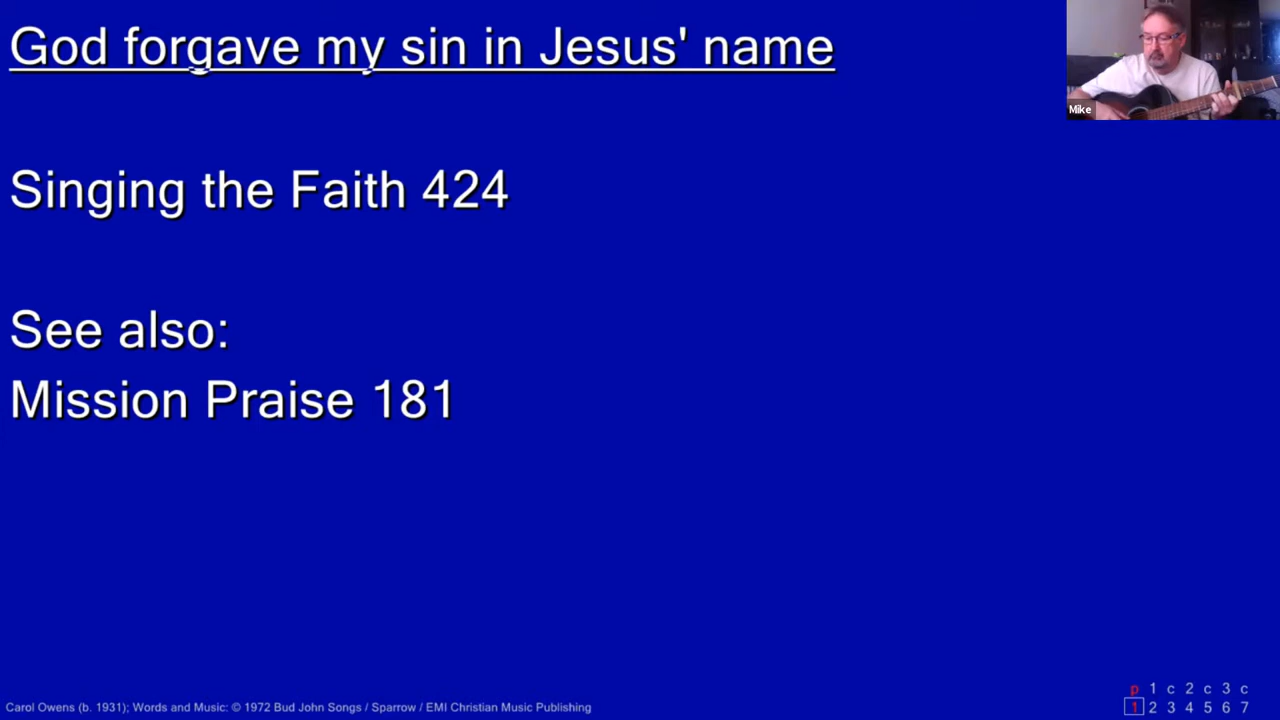 God forgave my sin in Jesus' name
Mike
Singing the Faith 424
See also:
Mission Praise 181
p 1 c 2 c 3 c
1 2 3 4 5 6 7
Carol Owens (b. 1931); Words and Music: © 1972 Bud John Songs / Sparrow / EMI Christian Music Publishing